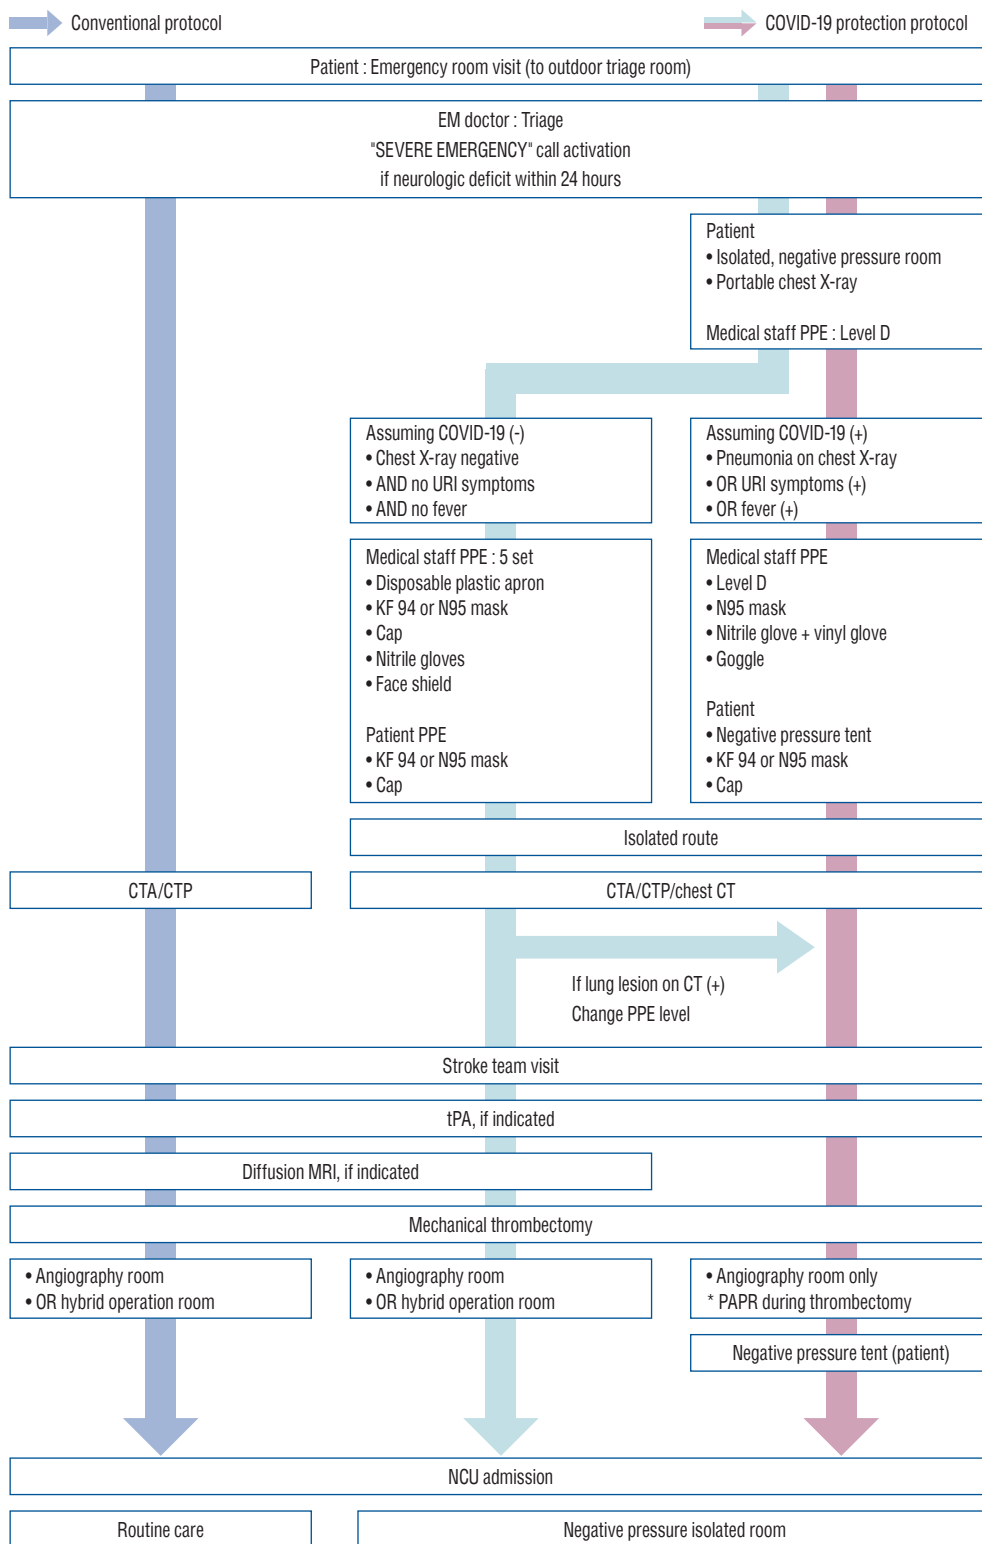 Conventional protocol
COVID-19 protection protocol
Patient : Emergency room visit (to outdoor triage room)
EM doctor : Triage
"SEVERE EMERGENCY" call activation
if neurologic deficit within 24 hours
Patient
• Isolated, negative pressure room
• Portable chest X-ray
Medical staff PPE : Level D
Assuming COVID-19 (-)
• Chest X-ray negative
• AND no URI symptoms
• AND no fever
Assuming COVID-19 (+)
• Pneumonia on chest X-ray
• OR URI symptoms (+)
• OR fever (+)
Medical staff PPE : 5 set
• Disposable plastic apron
• KF 94 or N95 mask
• Cap
• Nitrile gloves
• Face shield
Patient PPE
• KF 94 or N95 mask
• Cap
Medical staff PPE
• Level D
• N95 mask
• Nitrile glove + vinyl glove
• Goggle
Patient
• Negative pressure tent
• KF 94 or N95 mask
• Cap
Isolated route
CTA/CTP
CTA/CTP/chest CT
If lung lesion on CT (+)
Change PPE level
Stroke team visit
tPA, if indicated
Diffusion MRI, if indicated
Mechanical thrombectomy
• Angiography room
• OR hybrid operation room
• Angiography room
• OR hybrid operation room
• Angiography room only
* PAPR during thrombectomy
Negative pressure tent (patient)
NCU admission
Routine care
Negative pressure isolated room